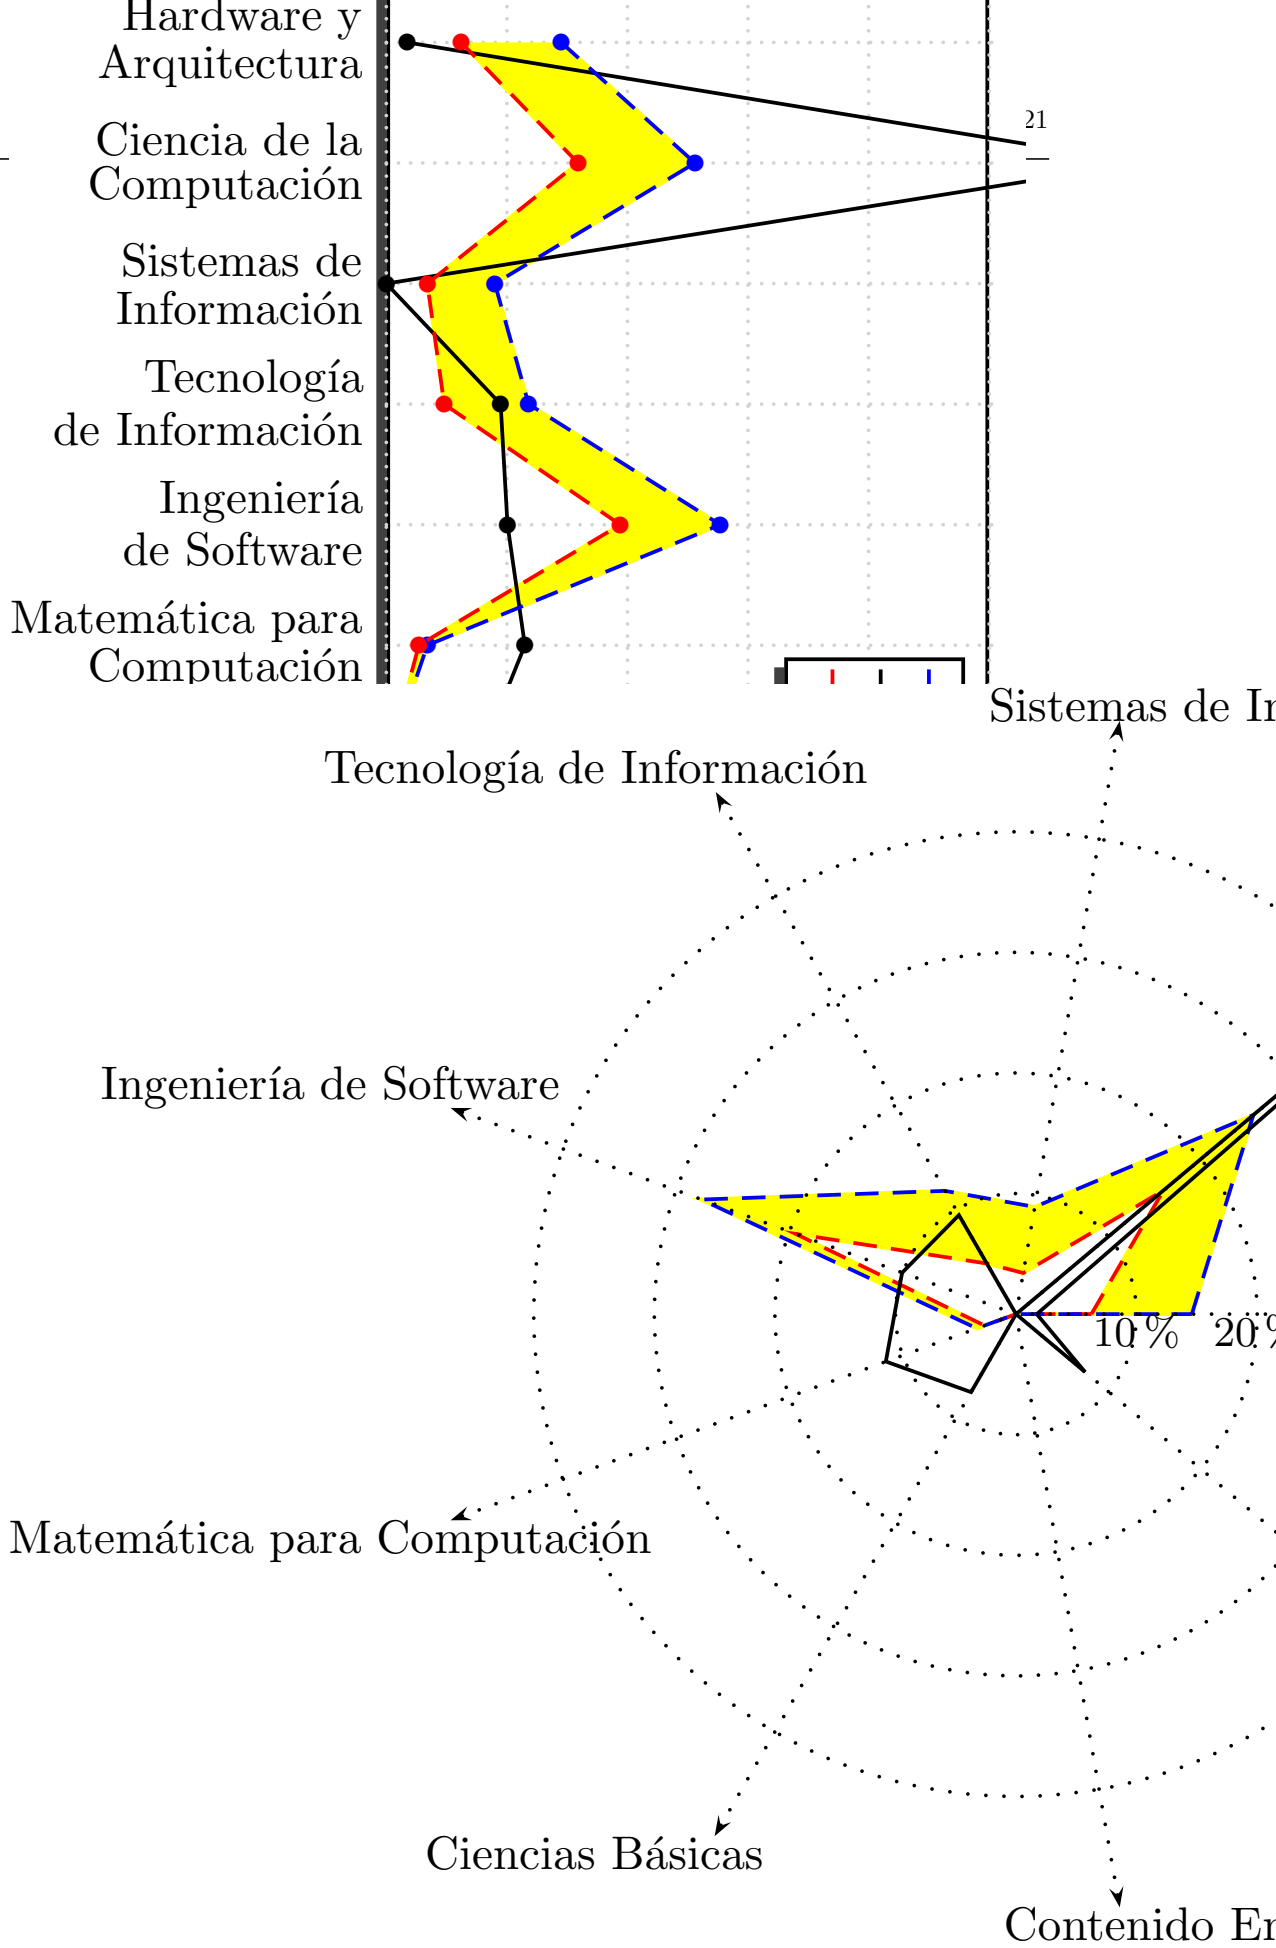 Hardware y
Arquitectura
21
Ciencia de la
Computación
Sistemas de
Información
Tecnología
de Información
Ingeniería
de Software
Matemática para
Computación
Sistemas de
Tecnología de Información
Ingeniería de Software
10 %
20 %
Matemática para Computación
Ciencias Básicas
Contenido